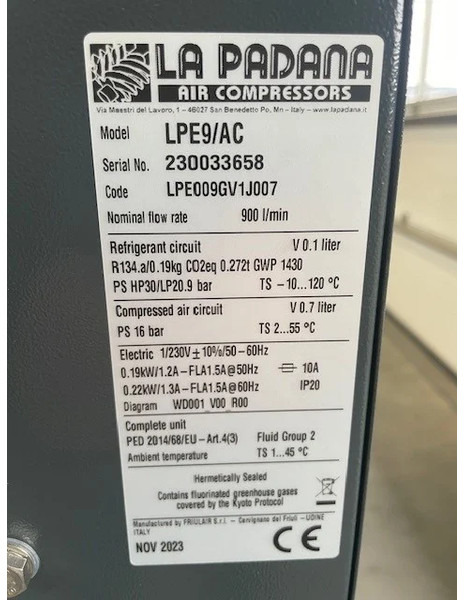 LA PADANA
AIR COMPRESSORS
Via Maestri del Lavoro, 1 – 46027 San Benedetto Po, Mn – Italy – www.lapadana.it
Model LPE9/AC
Serial No. 230033658
Code LPE009GV1J007
Nominal flow rate 900 l/min
Refrigerant circuit V 0.1 liter
R134.a/0.19kg CO2eq 0.272t GWP 1430
PS HP30/LP20.9 bar TS –10...120 °C
Compressed air circuit V 0.7 liter
PS 16 bar TS 2...55 °C
Electric 1/230V±10%/50–60Hz
0.19kW/1.2A–FLA1.5A@50Hz 10A
0.22kW/1.3A–FLA1.5A@60Hz IP20
Diagram WD001 V00 R00
Complete unit
PED 2014/68/EU–Art.4(3) Fluid Group 2
Ambient temperature TS 1...45 °C
Hermetically Sealed
Contains fluorinated greenhouse gases
covered by the Kyoto Protocol
Manufactured by FRIULAIR S.r.l. – Cervignano del Friuli –UDINE
ITALY
NOV 2023 CE